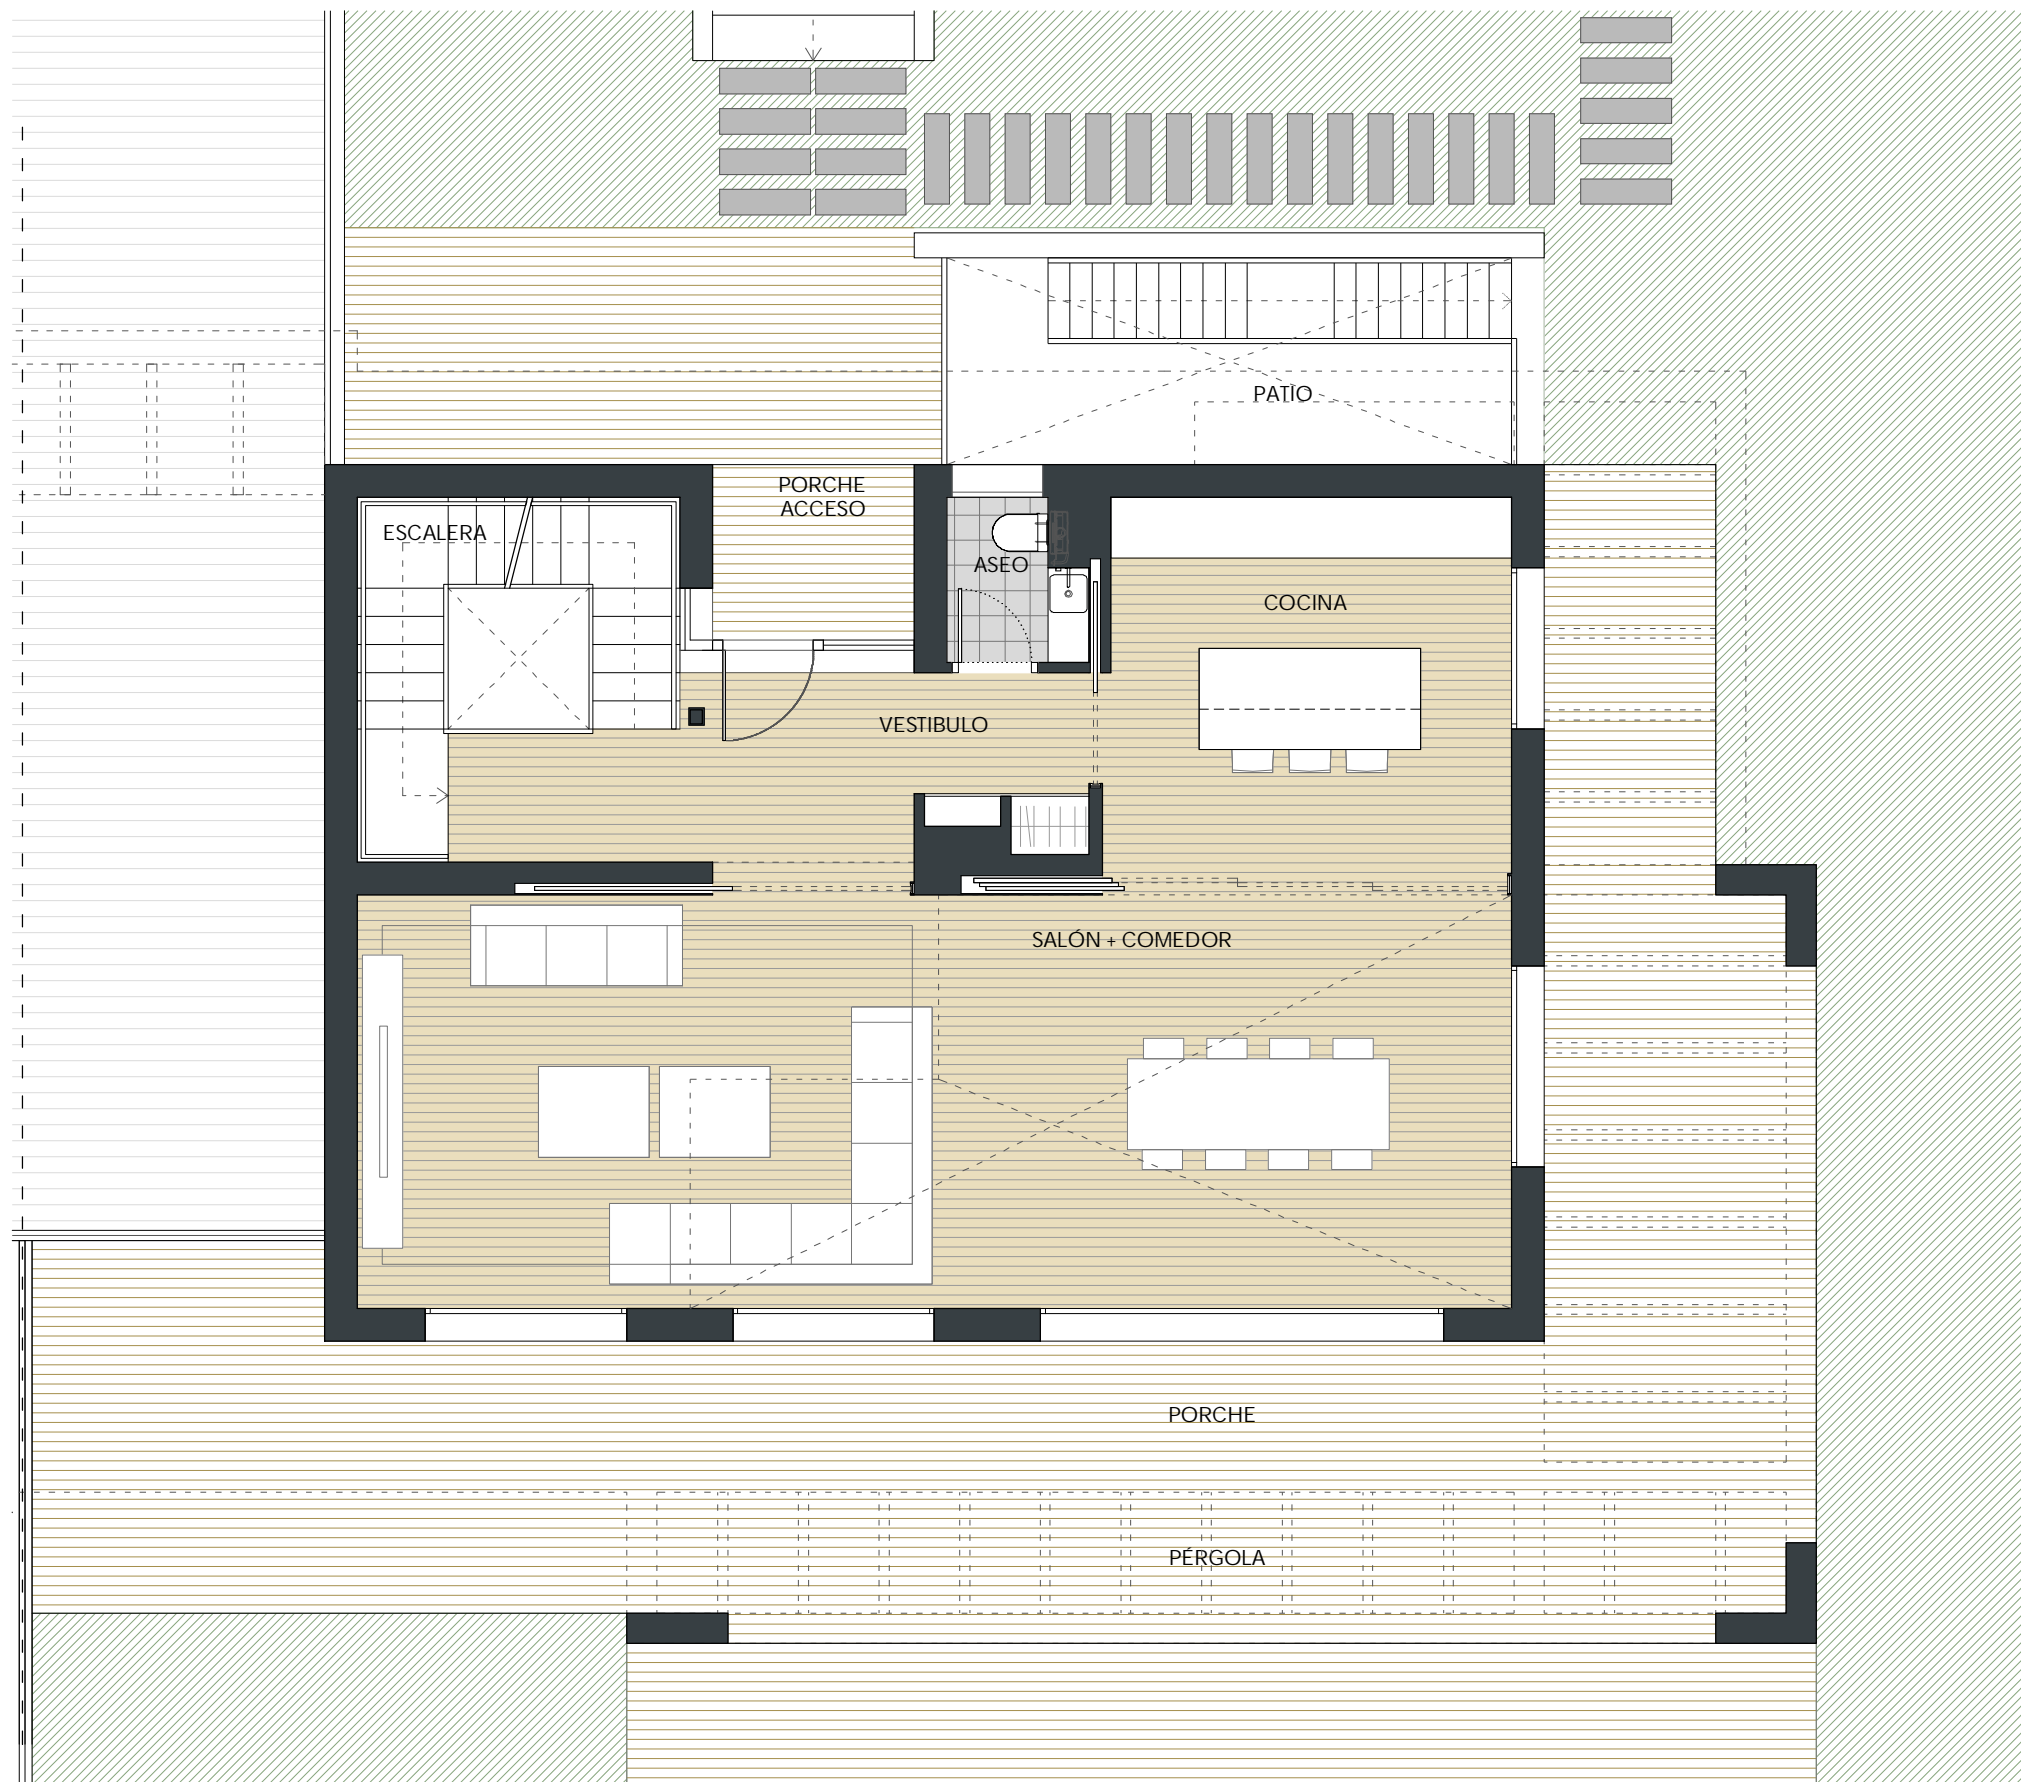 PATIO
PORCHE
ACCESO
ESCALERA
ASEO
COCINA
VESTIBULO
SALÓN + COMEDOR
PORCHE
PÉRGOLA